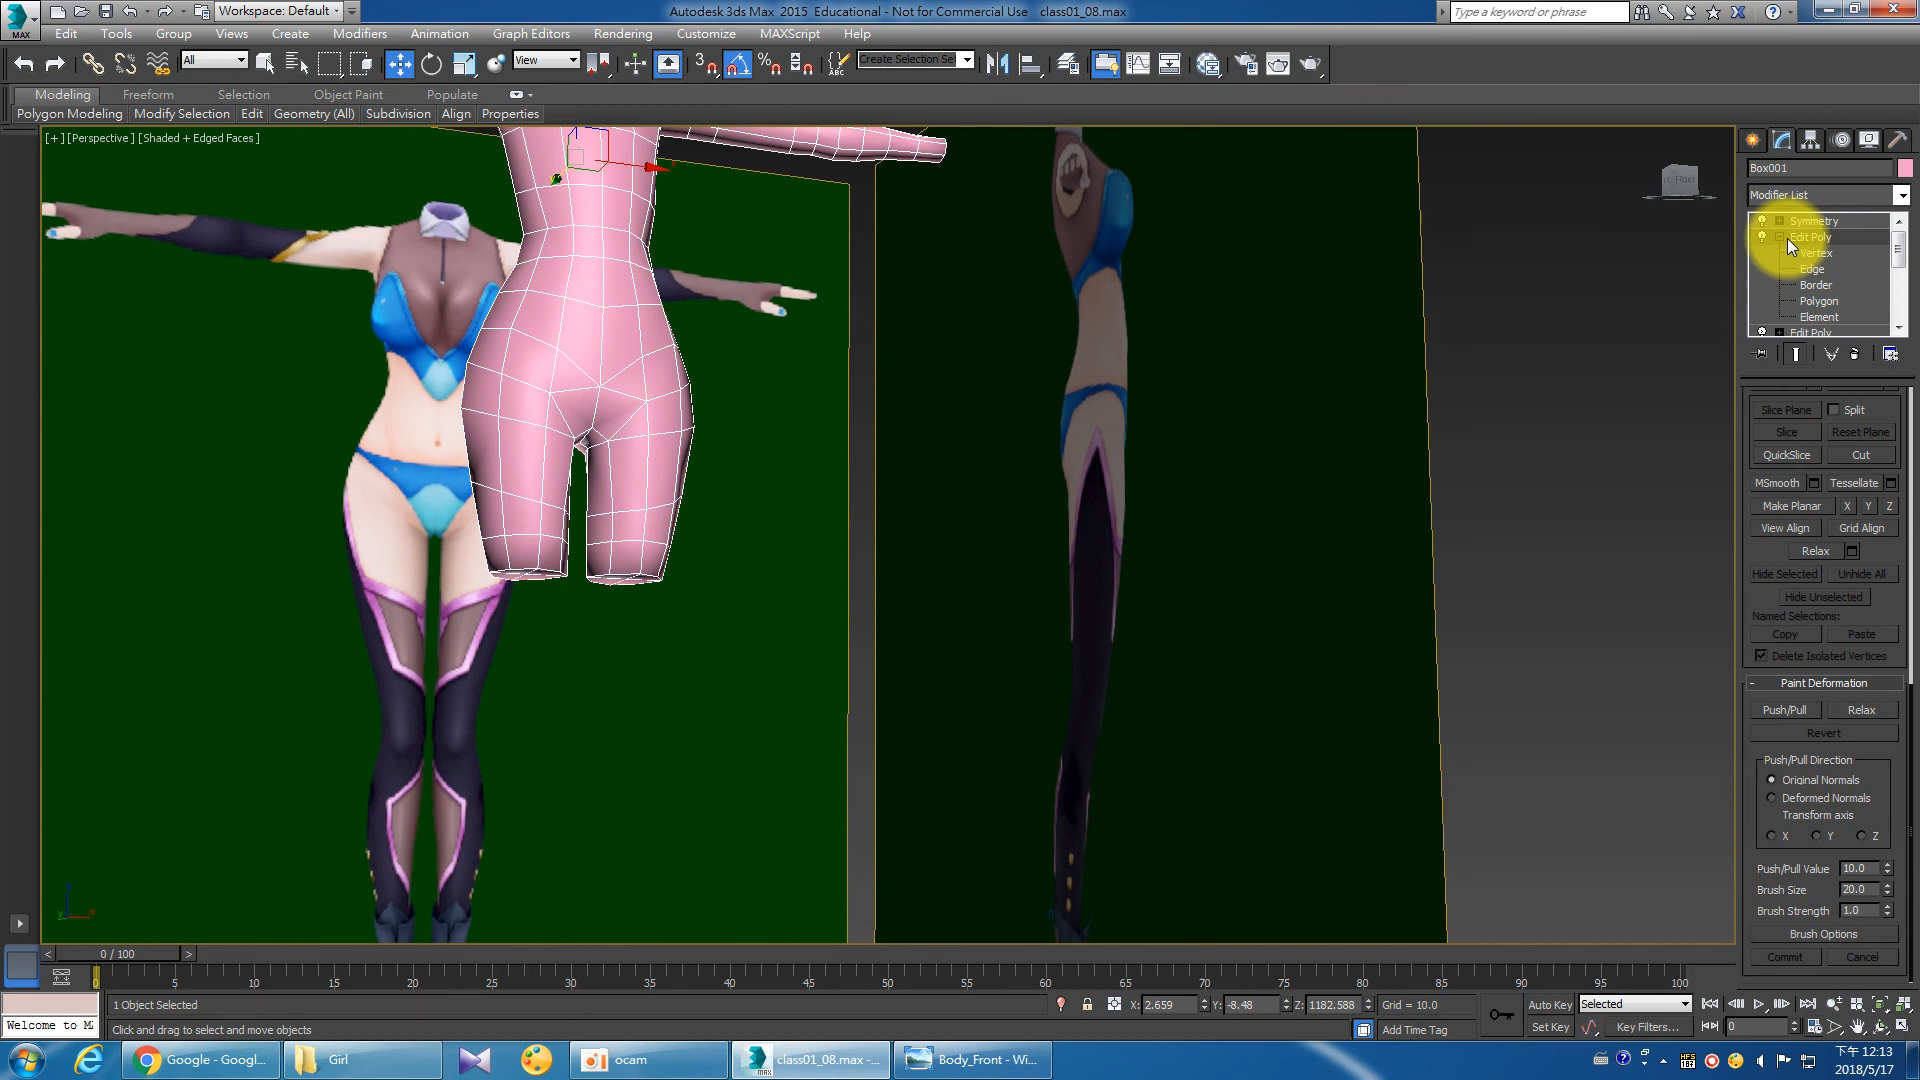 Workspace: Default
Autodesk 3ds Max 2015 Educational - Not for Commercial Use class01_08.max
Type a keyword or phrase
MAX
Edit Tools Group Views Create Modifiers Animation Graph Editors Rendering Customize MAXScript Help
All
View
3
Create Selection Se
Modeling Freeform Selection Object Paint Populate
Polygon Modeling Modify Selection Edit Geometry (All) Subdivision Align Properties
[+] [Perspective] [Shaded + Edged Faces]
FRONT
Box001
Modifier List
Symmetry
Edit Poly
Vertex
Edge
Border
Polygon
Element
Edit Poly
Slice Plane Split
Slice Reset Plane
QuickSlice Cut
MSmooth Tessellate
Make Planar X Y Z
View Align Grid Align
Relax
Hide Selected Unhide All
Hide Unselected
Named Selections:
Copy Paste
Delete Isolated Vertices
- Paint Deformation
Push/Pull Relax
Revert
Push/Pull Direction
Original Normals
Deformed Normals
Transform axis
X Y Z
Push/Pull Value 10.0
Brush Size 20.0
Brush Strength 1.0
Brush Options
Commit Cancel
< 0 / 100 >
0 5 10 15 20 25 30 35 40 45 50 55 60 65 70 75 80 85 90 95 100
1 Object Selected X: 2.659 Y: -8.48 Z: 1182.588 Grid = 10.0 Auto Key Selected
Welcome to M Click and drag to select and move objects Add Time Tag Set Key Key Filters... 0
Google - Googl... Girl ocam class01_08.max -... Body_Front - Wi...
下午 12:13
2018/5/17